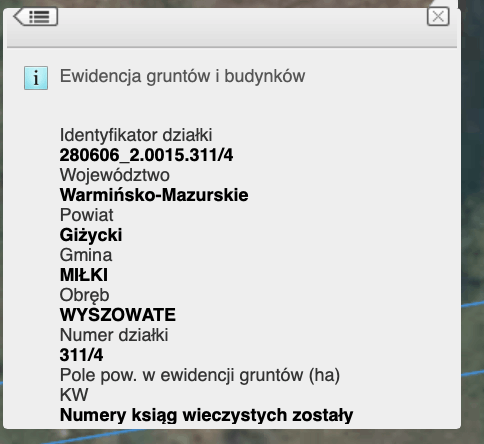 i Ewidencja gruntów i budynków
Identyfikator działki
280606_2.0015.311/4
Województwo
Warmińsko-Mazurskie
Powiat
Giżycki
Gmina
MIŁKI
Obręb
WYSZOWATE
Numer działki
311/4
Pole pow. w ewidencji gruntów (ha)
KW
Numery ksiąg wieczystych zostały